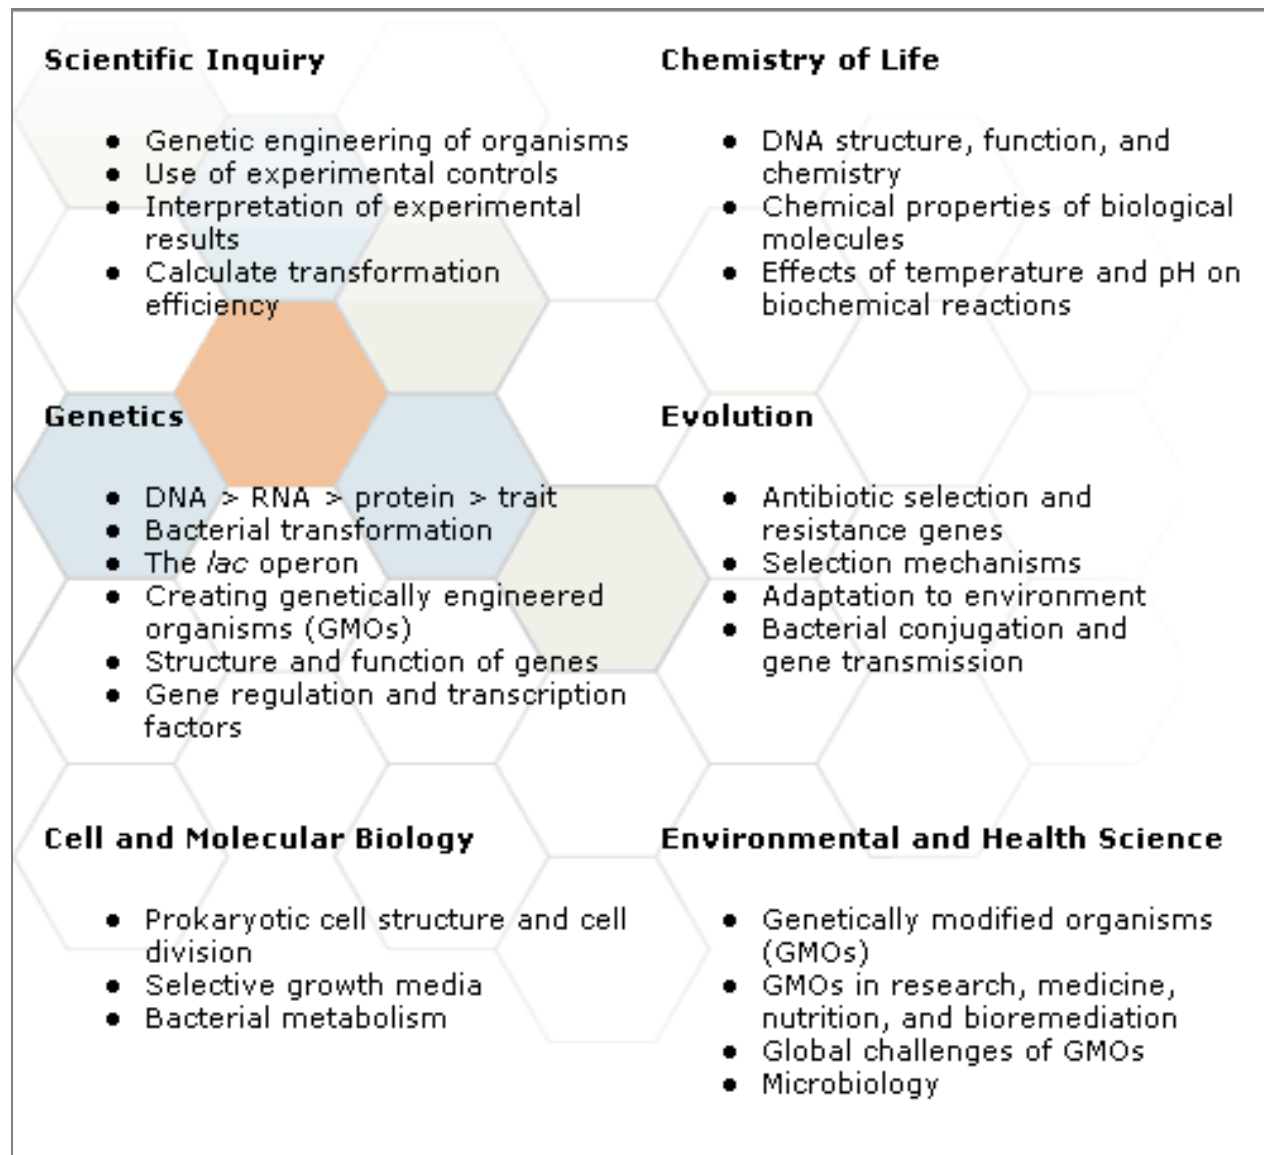 Scientific Inquiry
● Genetic engineering of organisms
● Use of experimental controls
● Interpretation of experimental
results
● Calculate transformation
efficiency
Chemistry of Life
● DNA structure, function, and
chemistry
● Chemical properties of biological
molecules
● Effects of temperature and pH on
biochemical reactions
Genetics
● DNA > RNA > protein > trait
● Bacterial transformation
● The lac operon
● Creating genetically engineered
organisms (GMOs)
● Structure and function of genes
● Gene regulation and transcription
factors
Evolution
● Antibiotic selection and
resistance genes
● Selection mechanisms
● Adaptation to environment
● Bacterial conjugation and
gene transmission
Cell and Molecular Biology
● Prokaryotic cell structure and cell
division
● Selective growth media
● Bacterial metabolism
Environmental and Health Science
● Genetically modified organisms
(GMOs)
● GMOs in research, medicine,
nutrition, and bioremediation
● Global challenges of GMOs
● Microbiology